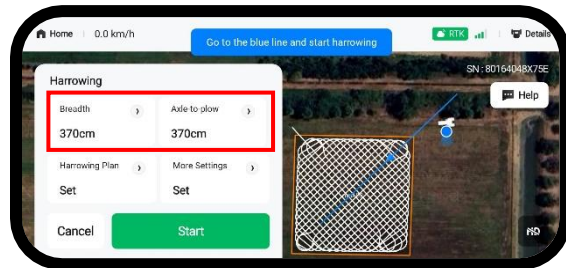 Home 0.0 km/h
Go to the blue line and start harrowing
RTK
Details
SN : 80164048X75E
Help
Harrowing
Breadth
370cm
Axle to plow
370cm
Harrowing Plan
Set
More Settings
Set
Cancel
Start